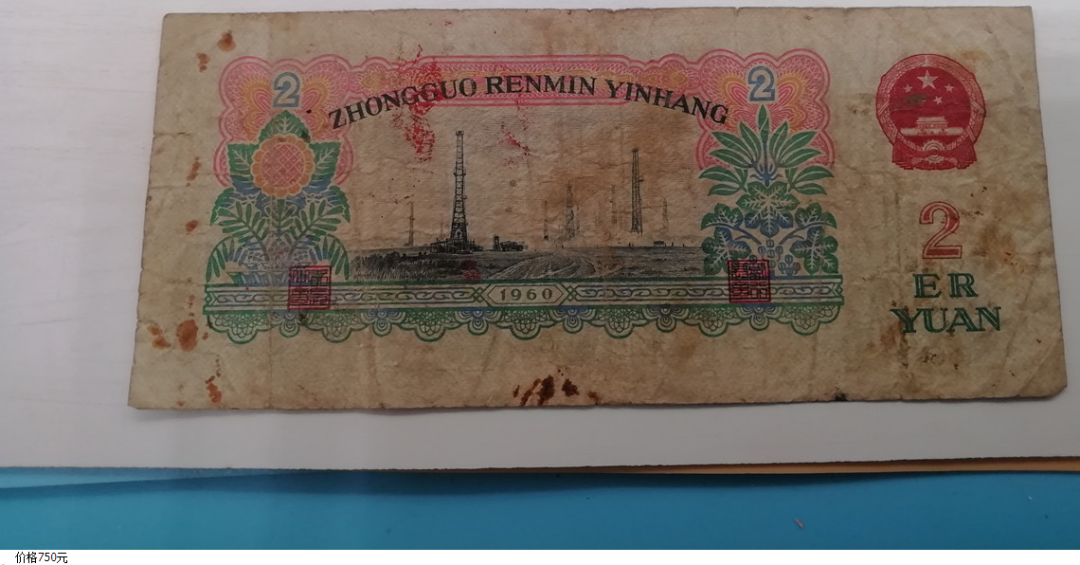 2
2
ZHONGGUO RENMIN YINHANG
2
ER
YUAN
1960
价格750元